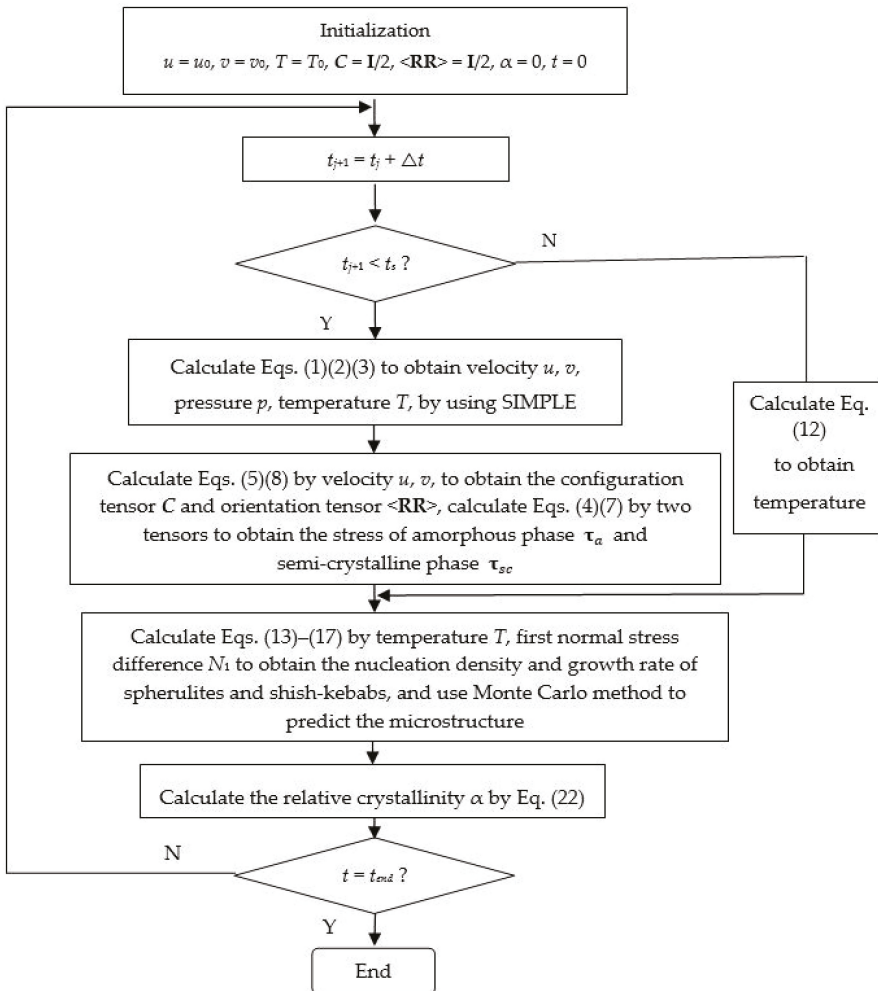 Initialization
u = u₀, v = v₀, T = T₀, C = I/2, <RR> = I/2, α = 0, t = 0
tⱼ₊₁ = tⱼ + △t
N
tⱼ₊₁ < tₛ ?
Y
Calculate Eqs. (1)(2)(3) to obtain velocity u, v,
pressure p, temperature T, by using SIMPLE
Calculate Eq.
(12)
to obtain
temperature
Calculate Eqs. (5)(8) by velocity u, v, to obtain the configuration
tensor C and orientation tensor <RR>, calculate Eqs. (4)(7) by two
tensors to obtain the stress of amorphous phase τₐ and
semi-crystalline phase τ_sc
Calculate Eqs. (13)–(17) by temperature T, first normal stress
difference N₁ to obtain the nucleation density and growth rate of
spherulites and shish-kebabs, and use Monte Carlo method to
predict the microstructure
Calculate the relative crystallinity α by Eq. (22)
N
t = t_end ?
Y
End